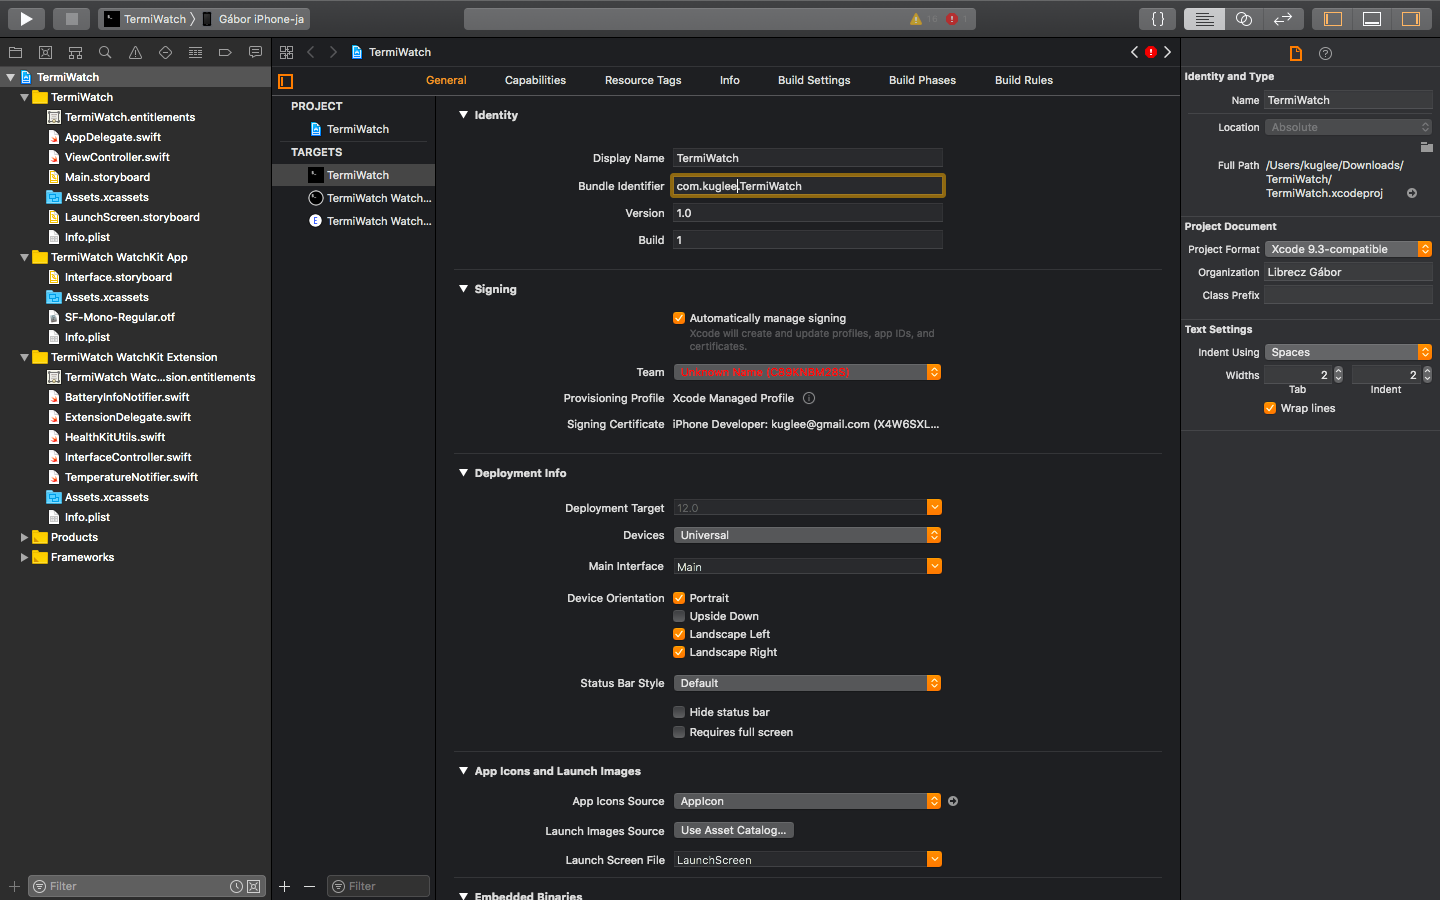 TermiWatch Gábor iPhone-ja
TermiWatch
TermiWatch
TermiWatch.entitlements
AppDelegate.swift
ViewController.swift
Main.storyboard
Assets.xcassets
LaunchScreen.storyboard
Info.plist
TermiWatch WatchKit App
Interface.storyboard
Assets.xcassets
SF-Mono-Regular.otf
Info.plist
TermiWatch WatchKit Extension
TermiWatch Watc...sion.entitlements
BatteryInfoNotifier.swift
ExtensionDelegate.swift
HealthKitUtils.swift
InterfaceController.swift
TemperatureNotifier.swift
Assets.xcassets
Info.plist
Products
Frameworks
Filter
TermiWatch
General Capabilities Resource Tags Info Build Settings Build Phases Build Rules
PROJECT
TermiWatch
TARGETS
TermiWatch
TermiWatch Watch...
TermiWatch Watch...
Filter
Identity
Display Name TermiWatch
Bundle Identifier com.kuglee.TermiWatch
Version 1.0
Build 1
Signing
Automatically manage signing
Xcode will create and update profiles, app IDs, and
certificates.
Team Unknown Name
Provisioning Profile Xcode Managed Profile
Signing Certificate iPhone Developer: kuglee@gmail.com (X4W6SXL...
Deployment Info
Deployment Target 12.0
Devices Universal
Main Interface Main
Device Orientation Portrait
Upside Down
Landscape Left
Landscape Right
Status Bar Style Default
Hide status bar
Requires full screen
App Icons and Launch Images
App Icons Source AppIcon
Launch Images Source Use Asset Catalog...
Launch Screen File LaunchScreen
Embedded Binaries
Identity and Type
Name TermiWatch
Location Absolute
Full Path /Users/kuglee/Downloads/
TermiWatch/
TermiWatch.xcodeproj
Project Document
Project Format Xcode 9.3-compatible
Organization Librecz Gábor
Class Prefix
Text Settings
Indent Using Spaces
Widths 2 2
Tab Indent
Wrap lines